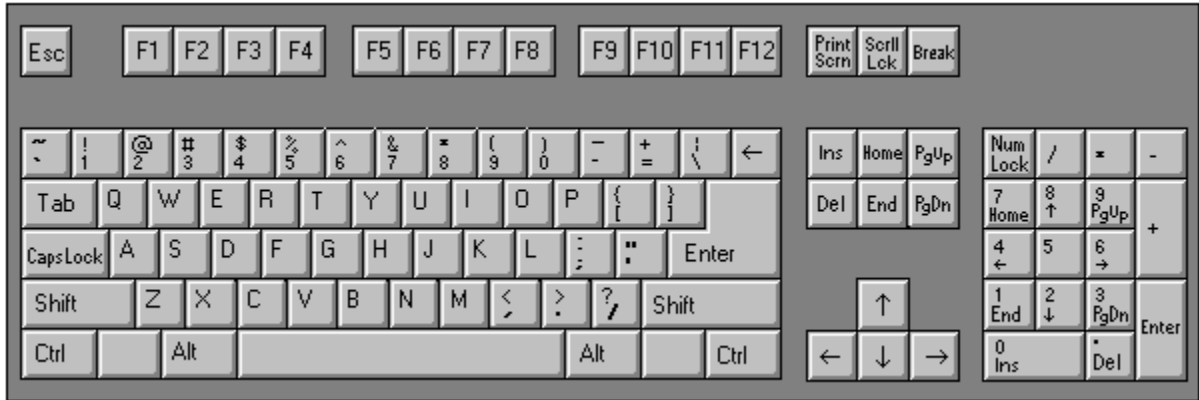 Esc F1 F2 F3 F4 F5 F6 F7 F8 F9 F10 F11 F12 Print Scrn Scrll Lck Break
~ ! @ # $ % ^ & * ( ) _ + ¦
` 1 2 3 4 5 6 7 8 9 0 - = \ ← Ins Home PgUp Num Lock / * -
Tab Q W E R T Y U I O P { [ } ] Del End PgDn 7 Home 8 ↑ 9 PgUp +
CapsLock A S D F G H J K L : ; " ' Enter 4 ← 5 6 →
Shift Z X C V B N M < , > . ? / Shift ↑ 1 End 2 ↓ 3 PgDn Enter
Ctrl Alt Alt Ctrl ← ↓ → 0 Ins . Del